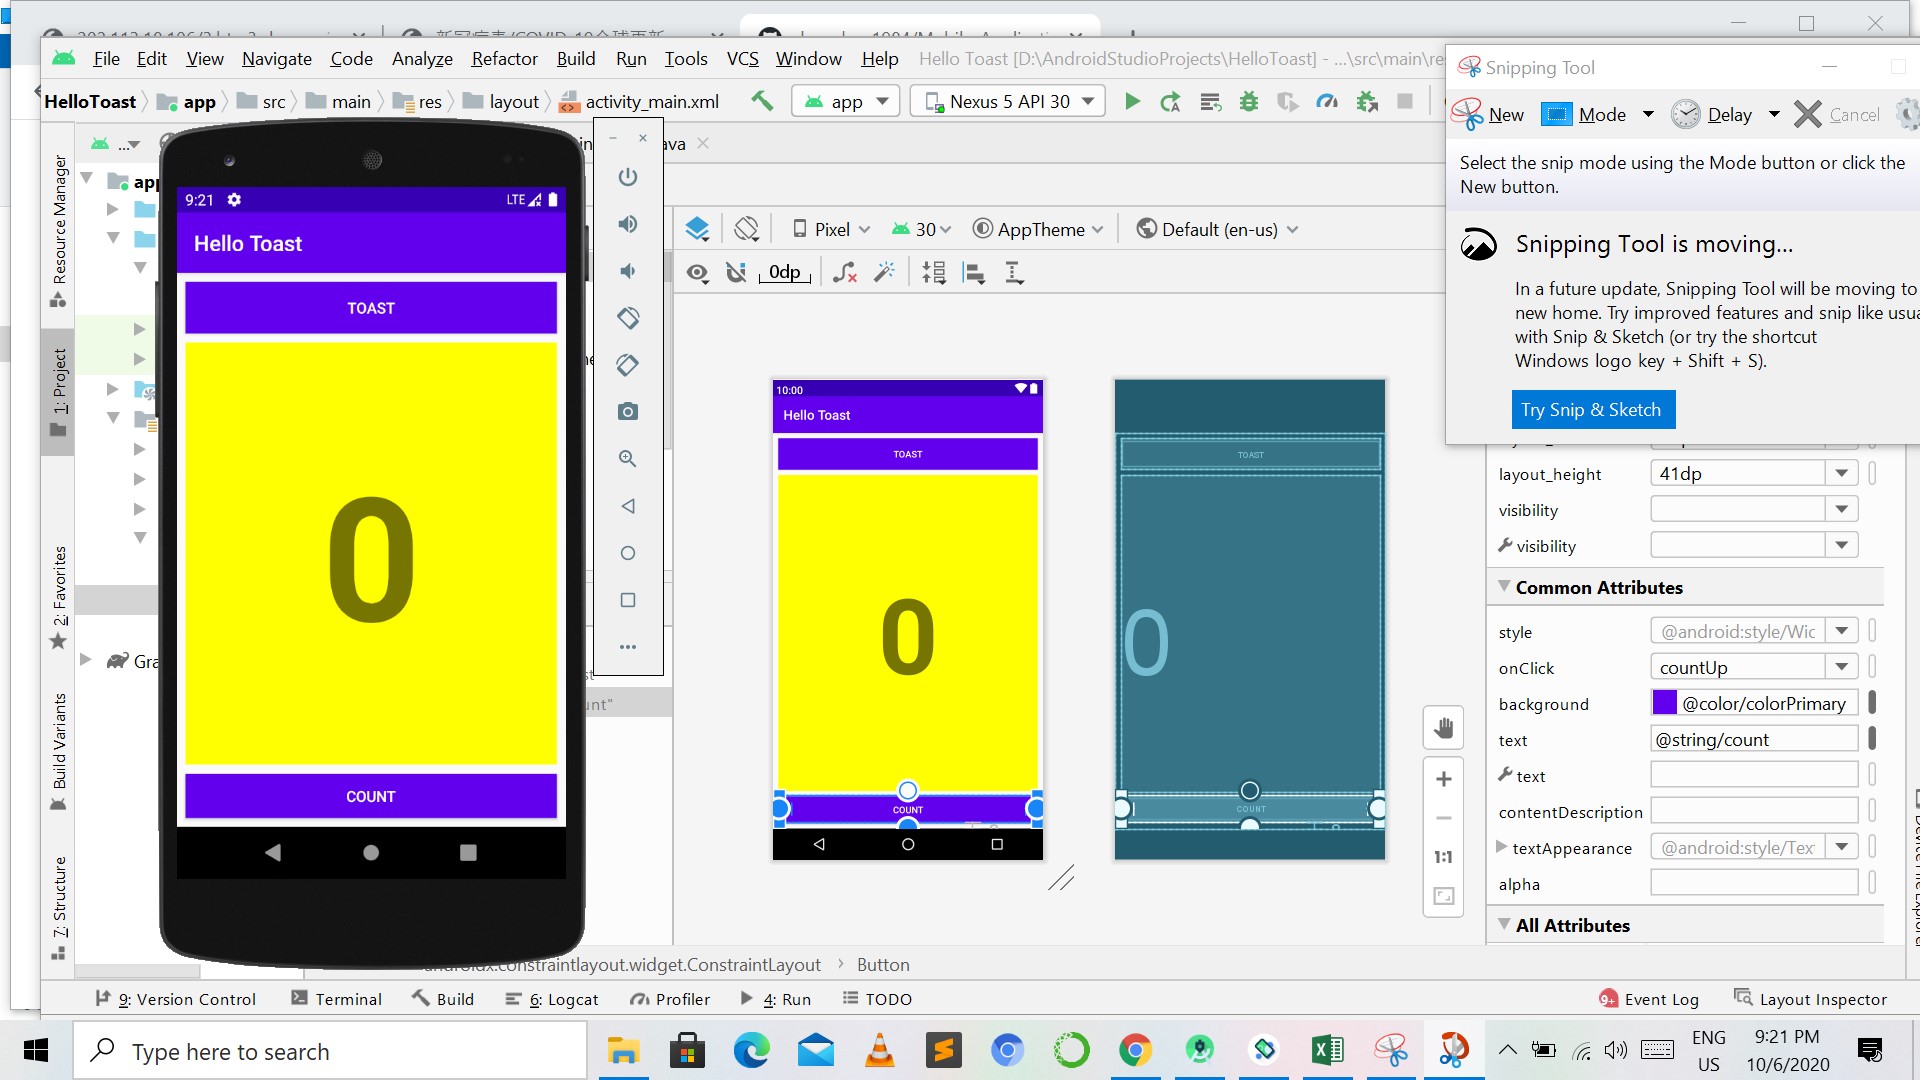 File Edit View Navigate Code Analyze Refactor Build Run Tools VCS Window Help Hello Toast [D:\AndroidStudioProjects\HelloToast] - ...\src\main\res
HelloToast app src main res layout activity_main.xml app Nexus 5 API 30
Snipping Tool
New Mode Delay Cancel
Select the snip mode using the Mode button or click the
New button.
Snipping Tool is moving...
In a future update, Snipping Tool will be moving to
new home. Try improved features and snip like usua
with Snip & Sketch (or try the shortcut
Windows logo key + Shift + S).
Try Snip & Sketch
Resource Manager
1: Project
2: Favorites
Build Variants
7: Structure
...
app
Gra
ava
9:21 LTE
Hello Toast
TOAST
0
COUNT
unt"
Pixel 30 AppTheme Default (en-us)
0dp
10:00
Hello Toast
TOAST
0
COUNT
TOAST
0
COUNT
1:1
layout_height 41dp
visibility
visibility
Common Attributes
style @android:style/Wic
onClick countUp
background @color/colorPrimary
text @string/count
text
contentDescription
textAppearance @android:style/Tex
alpha
All Attributes
androidx.constraintlayout.widget.ConstraintLayout Button
9: Version Control Terminal Build 6: Logcat Profiler 4: Run TODO 9+ Event Log Layout Inspector
Type here to search
ENG
US
9:21 PM
10/6/2020